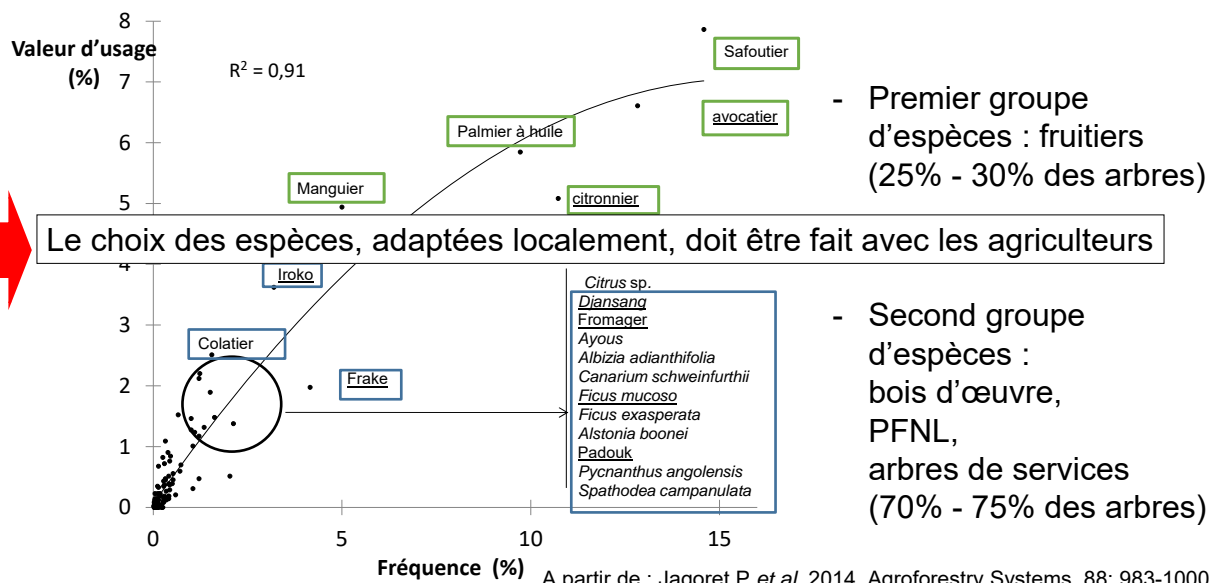 8
Valeur d'usage
(%)
7
R² = 0,91
Safoutier
avocatier
6
Palmier à huile
Manguier
5
citronnier
- Premier groupe
d'espèces : fruitiers
(25% - 30% des arbres)
Le choix des espèces, adaptées localement, doit être fait avec les agriculteurs
4
Iroko
3
Colatier
2
Frake
1
0
Citrus sp.
Djansang
Fromager
Ayous
Albizia adianthifolia
Canarium schweinfurthii
Ficus mucoso
Ficus exasperata
Alstonia boonei
Padouk
Pycnanthus angolensis
Spathodea campanulata
- Second groupe
d'espèces :
bois d'œuvre,
PFNL,
arbres de services
(70% - 75% des arbres)
0 5 10 15
Fréquence (%)
A partir de : Jagoret P et al. 2014. Agroforestry Systems, 88: 983-1000